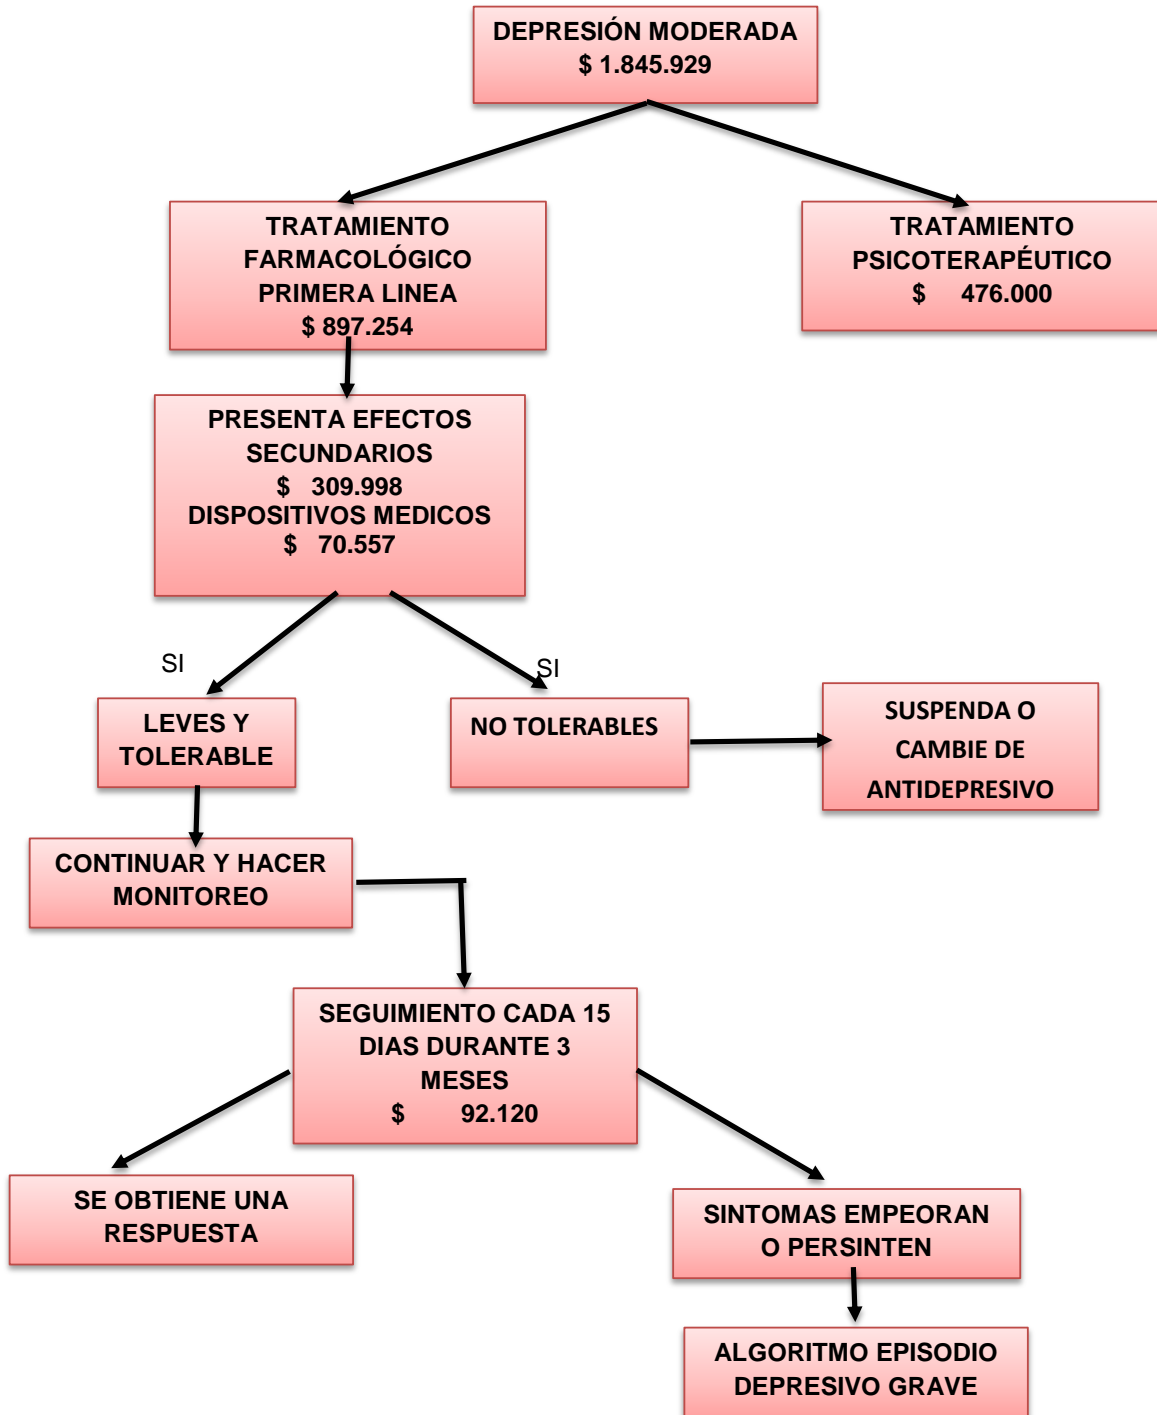 DEPRESIÓN MODERADA
$ 1.845.929
TRATAMIENTO
FARMACOLÓGICO
PRIMERA LINEA
$ 897.254
TRATAMIENTO
PSICOTERAPÉUTICO
$ 476.000
PRESENTA EFECTOS
SECUNDARIOS
$ 309.998
DISPOSITIVOS MEDICOS
$ 70.557
SI
SI
LEVES Y
TOLERABLE
NO TOLERABLES
SUSPENDA O
CAMBIE DE
ANTIDEPRESIVO
CONTINUAR Y HACER
MONITOREO
SEGUIMIENTO CADA 15
DIAS DURANTE 3
MESES
$ 92.120
SE OBTIENE UNA
RESPUESTA
SINTOMAS EMPEORAN
O PERSINTEN
ALGORITMO EPISODIO
DEPRESIVO GRAVE